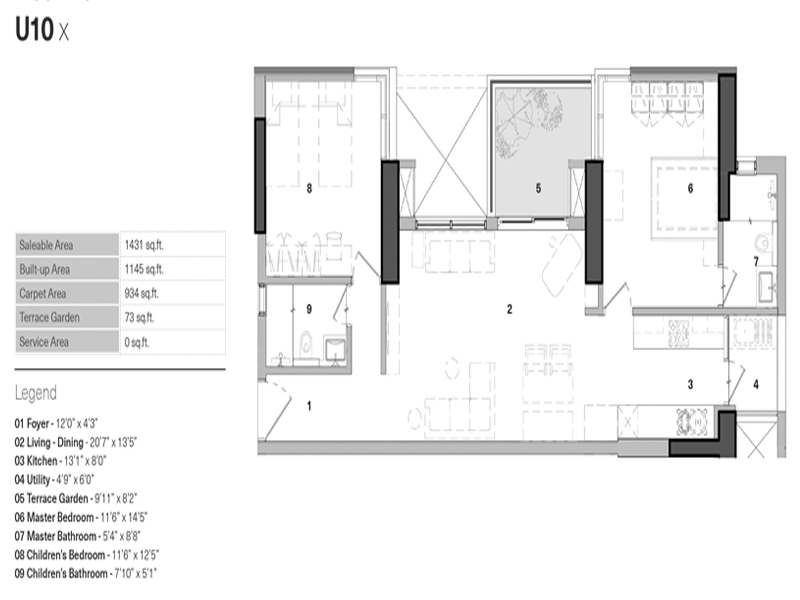 U10 X
Saleable Area 1431 sq.ft.
Built-up Area 1145 sq.ft.
Carpet Area 934 sq.ft.
Terrace Garden 73 sq.ft.
Service Area 0 sq.ft.
Legend
01 Foyer - 12'0" x 4'3"
02 Living - Dining - 20'7" x 13'5"
03 Kitchen - 13'1" x 8'0"
04 Utility - 4'9" x 6'0"
05 Terrace Garden - 9'11" x 8'2"
06 Master Bedroom - 11'6" x 14'5"
07 Master Bathroom - 5'4" x 8'8"
08 Children's Bedroom - 11'6" x 12'5"
09 Children's Bathroom - 7'10" x 5'1"
8
5
6
7
9
2
1
3
4